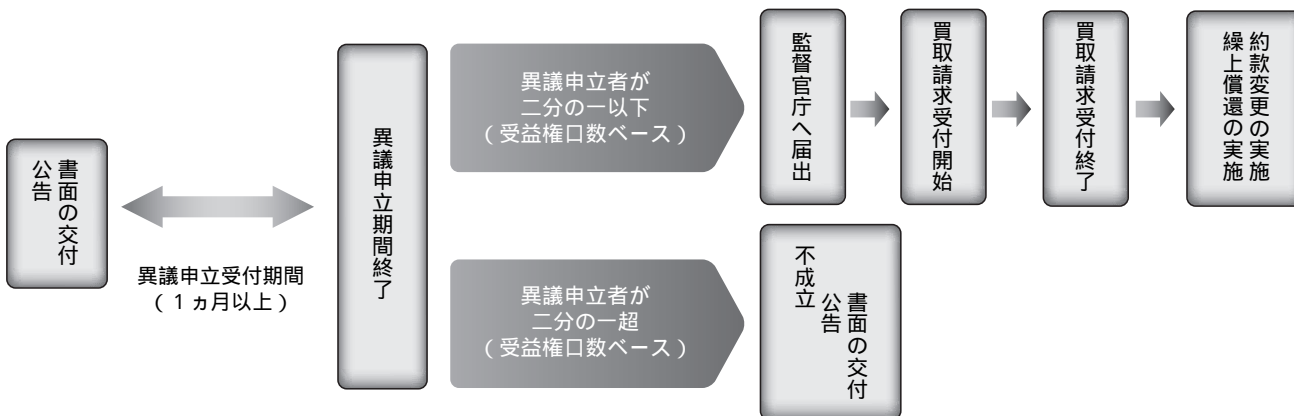 書面の交付
公告
異議申立受付期間
（１ヵ月以上）
異議申立期間終了
異議申立者が
二分の一以下
（受益権口数ベース）
監督官庁へ届出
買取請求受付開始
買取請求受付終了
約款変更の実施
繰上償還の実施
異議申立者が
二分の一超
（受益権口数ベース）
不成立
書面の交付
公告